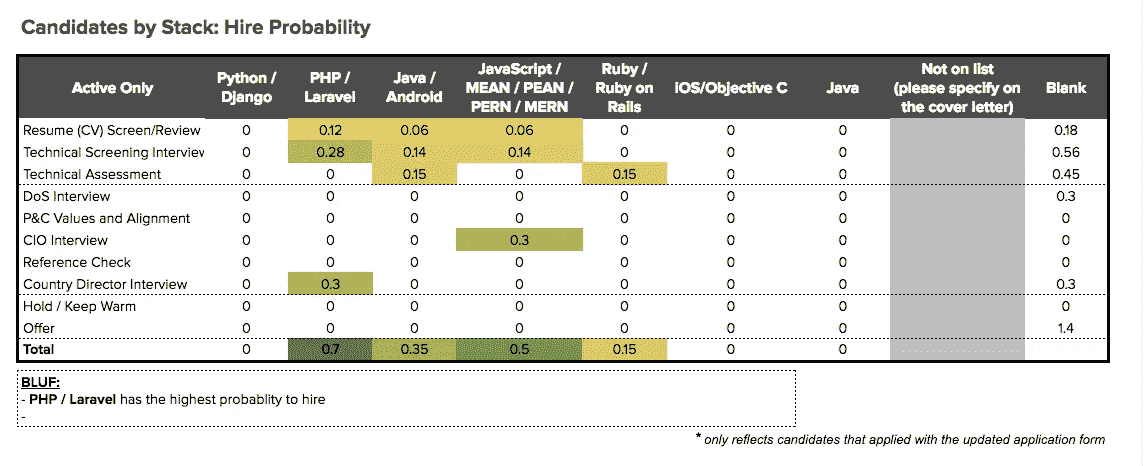 Candidates by Stack: Hire Probability
Active Only Python / Django PHP / Laravel Java / Android JavaScript / MEAN / PEAN / PERN / MERN Ruby / Ruby on Rails iOS/Objective C Java Not on list (please specify on the cover letter) Blank
Resume (CV) Screen/Review 0 0.12 0.06 0.06 0 0 0 0.18
Technical Screening Interviev 0 0.28 0.14 0.14 0 0 0 0.56
Technical Assessment 0 0 0.15 0 0.15 0 0 0.45
DoS Interview 0 0 0 0 0 0 0 0.3
P&C Values and Alignment 0 0 0 0 0 0 0 0
CIO Interview 0 0 0 0.3 0 0 0 0
Reference Check 0 0 0 0 0 0 0 0
Country Director Interview 0 0.3 0 0 0 0 0 0.3
Hold / Keep Warm 0 0 0 0 0 0 0 0
Offer 0 0 0 0 0 0 0 1.4
Total 0 0.7 0.35 0.5 0.15 0 0
BLUF:
- PHP / Laravel has the highest probablity to hire
-
* only reflects candidates that applied with the updated application form